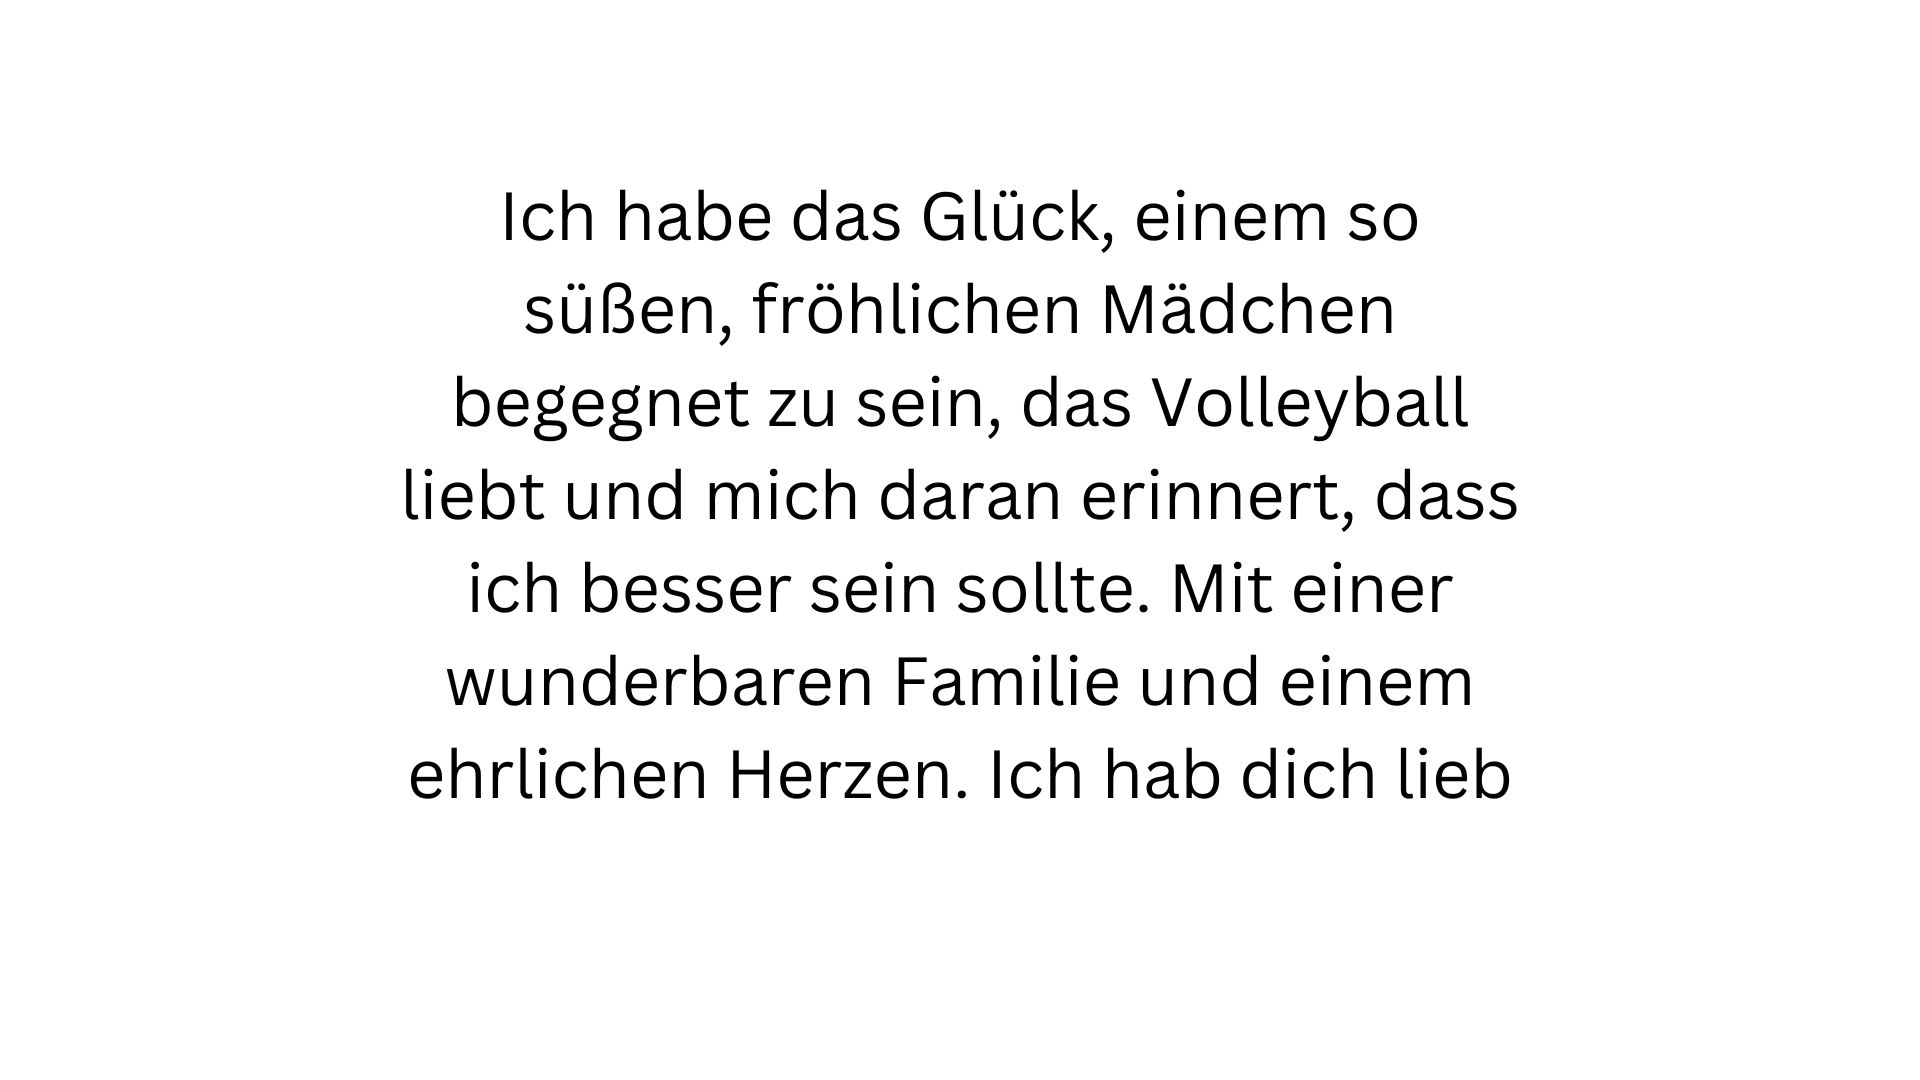 Ich habe das Glück, einem so
süßen, fröhlichen Mädchen
begegnet zu sein, das Volleyball
liebt und mich daran erinnert, dass
ich besser sein sollte. Mit einer
wunderbaren Familie und einem
ehrlichen Herzen. Ich hab dich lieb